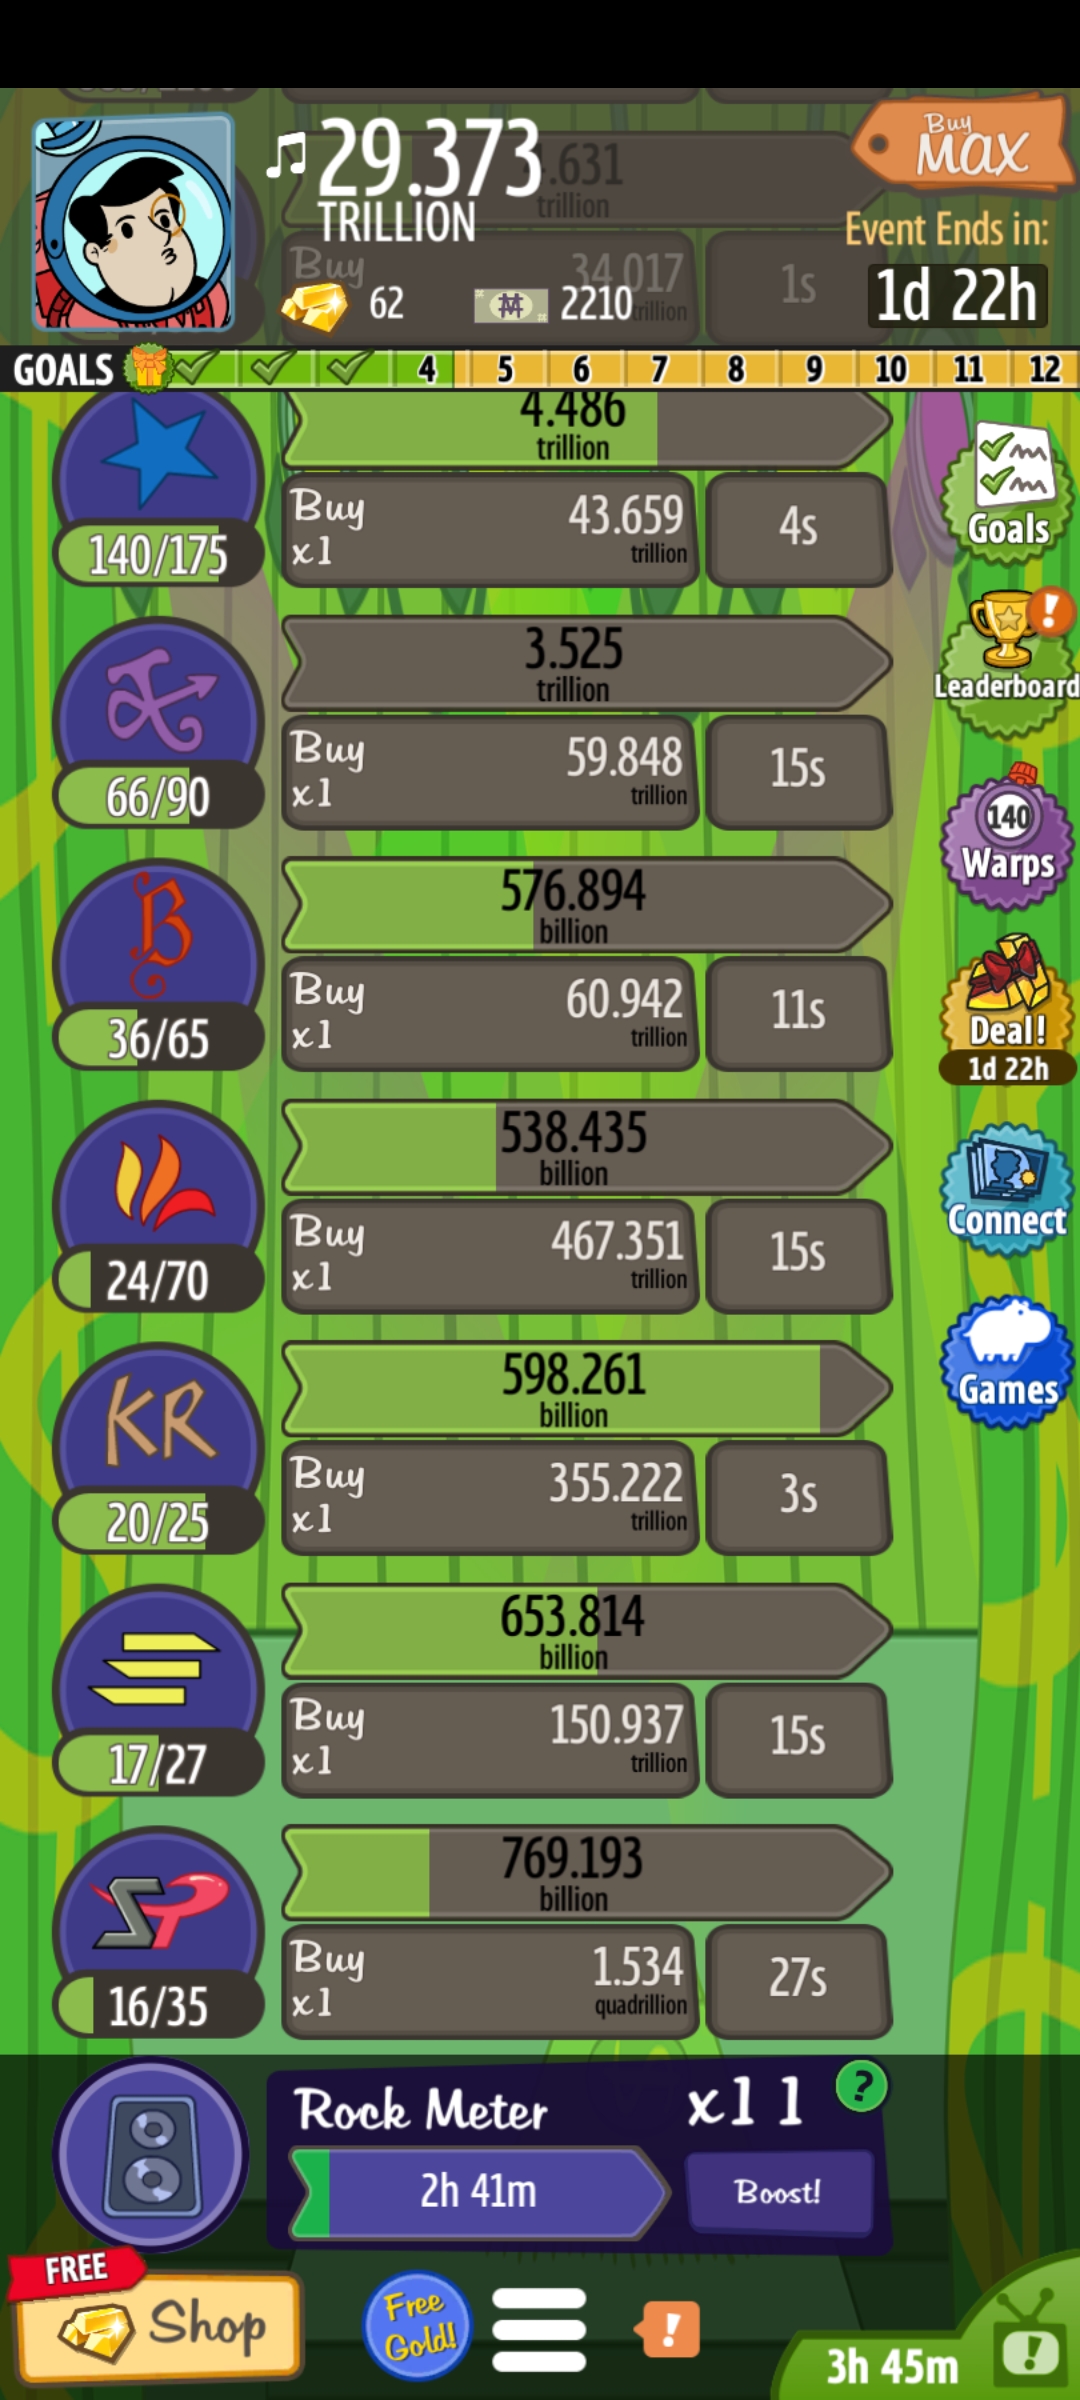 29.373
TRILLION
.631
trillion
Buy
MAX
Event Ends in:
1d 22h
Buy
34.017
trillion
1s
62
2210
GOALS 4 5 6 7 8 9 10 11 12
4.486
trillion
140/175
Buy
x1
43.659
trillion
4s
Goals
3.525
trillion
66/90
Buy
x1
59.848
trillion
15s
Leaderboard
140
Warps
576.894
billion
B
36/65
Buy
x1
60.942
trillion
11s
Deal!
1d 22h
538.435
billion
24/70
Buy
x1
467.351
trillion
15s
Connect
598.261
billion
KR
20/25
Buy
x1
355.222
trillion
3s
Games
653.814
billion
17/27
Buy
x1
150.937
trillion
15s
769.193
billion
SP
16/35
Buy
x1
1.534
quadrillion
27s
Rock Meter
x11
?
2h 41m
Boost!
FREE
Shop
Free
Gold!
!
3h 45m
!